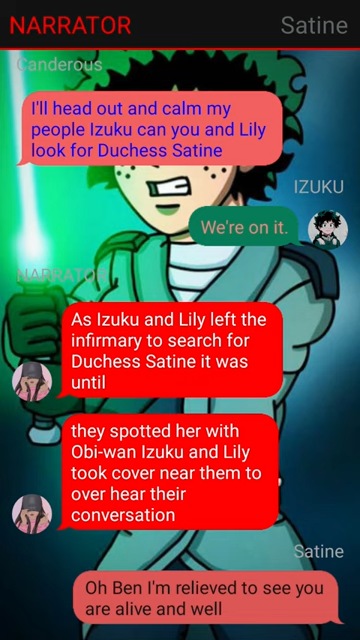 NARRATOR
Satine
Canderous
I'll head out and calm my
people Izuku can you and Lily
look for Duchess Satine
IZUKU
We're on it.
NARRATOR
As Izuku and Lily left the
infirmary to search for
Duchess Satine it was
until
they spotted her with
Obi-wan Izuku and Lily
took cover near them to
over hear their
conversation
Satine
Oh Ben I'm relieved to see you
are alive and well